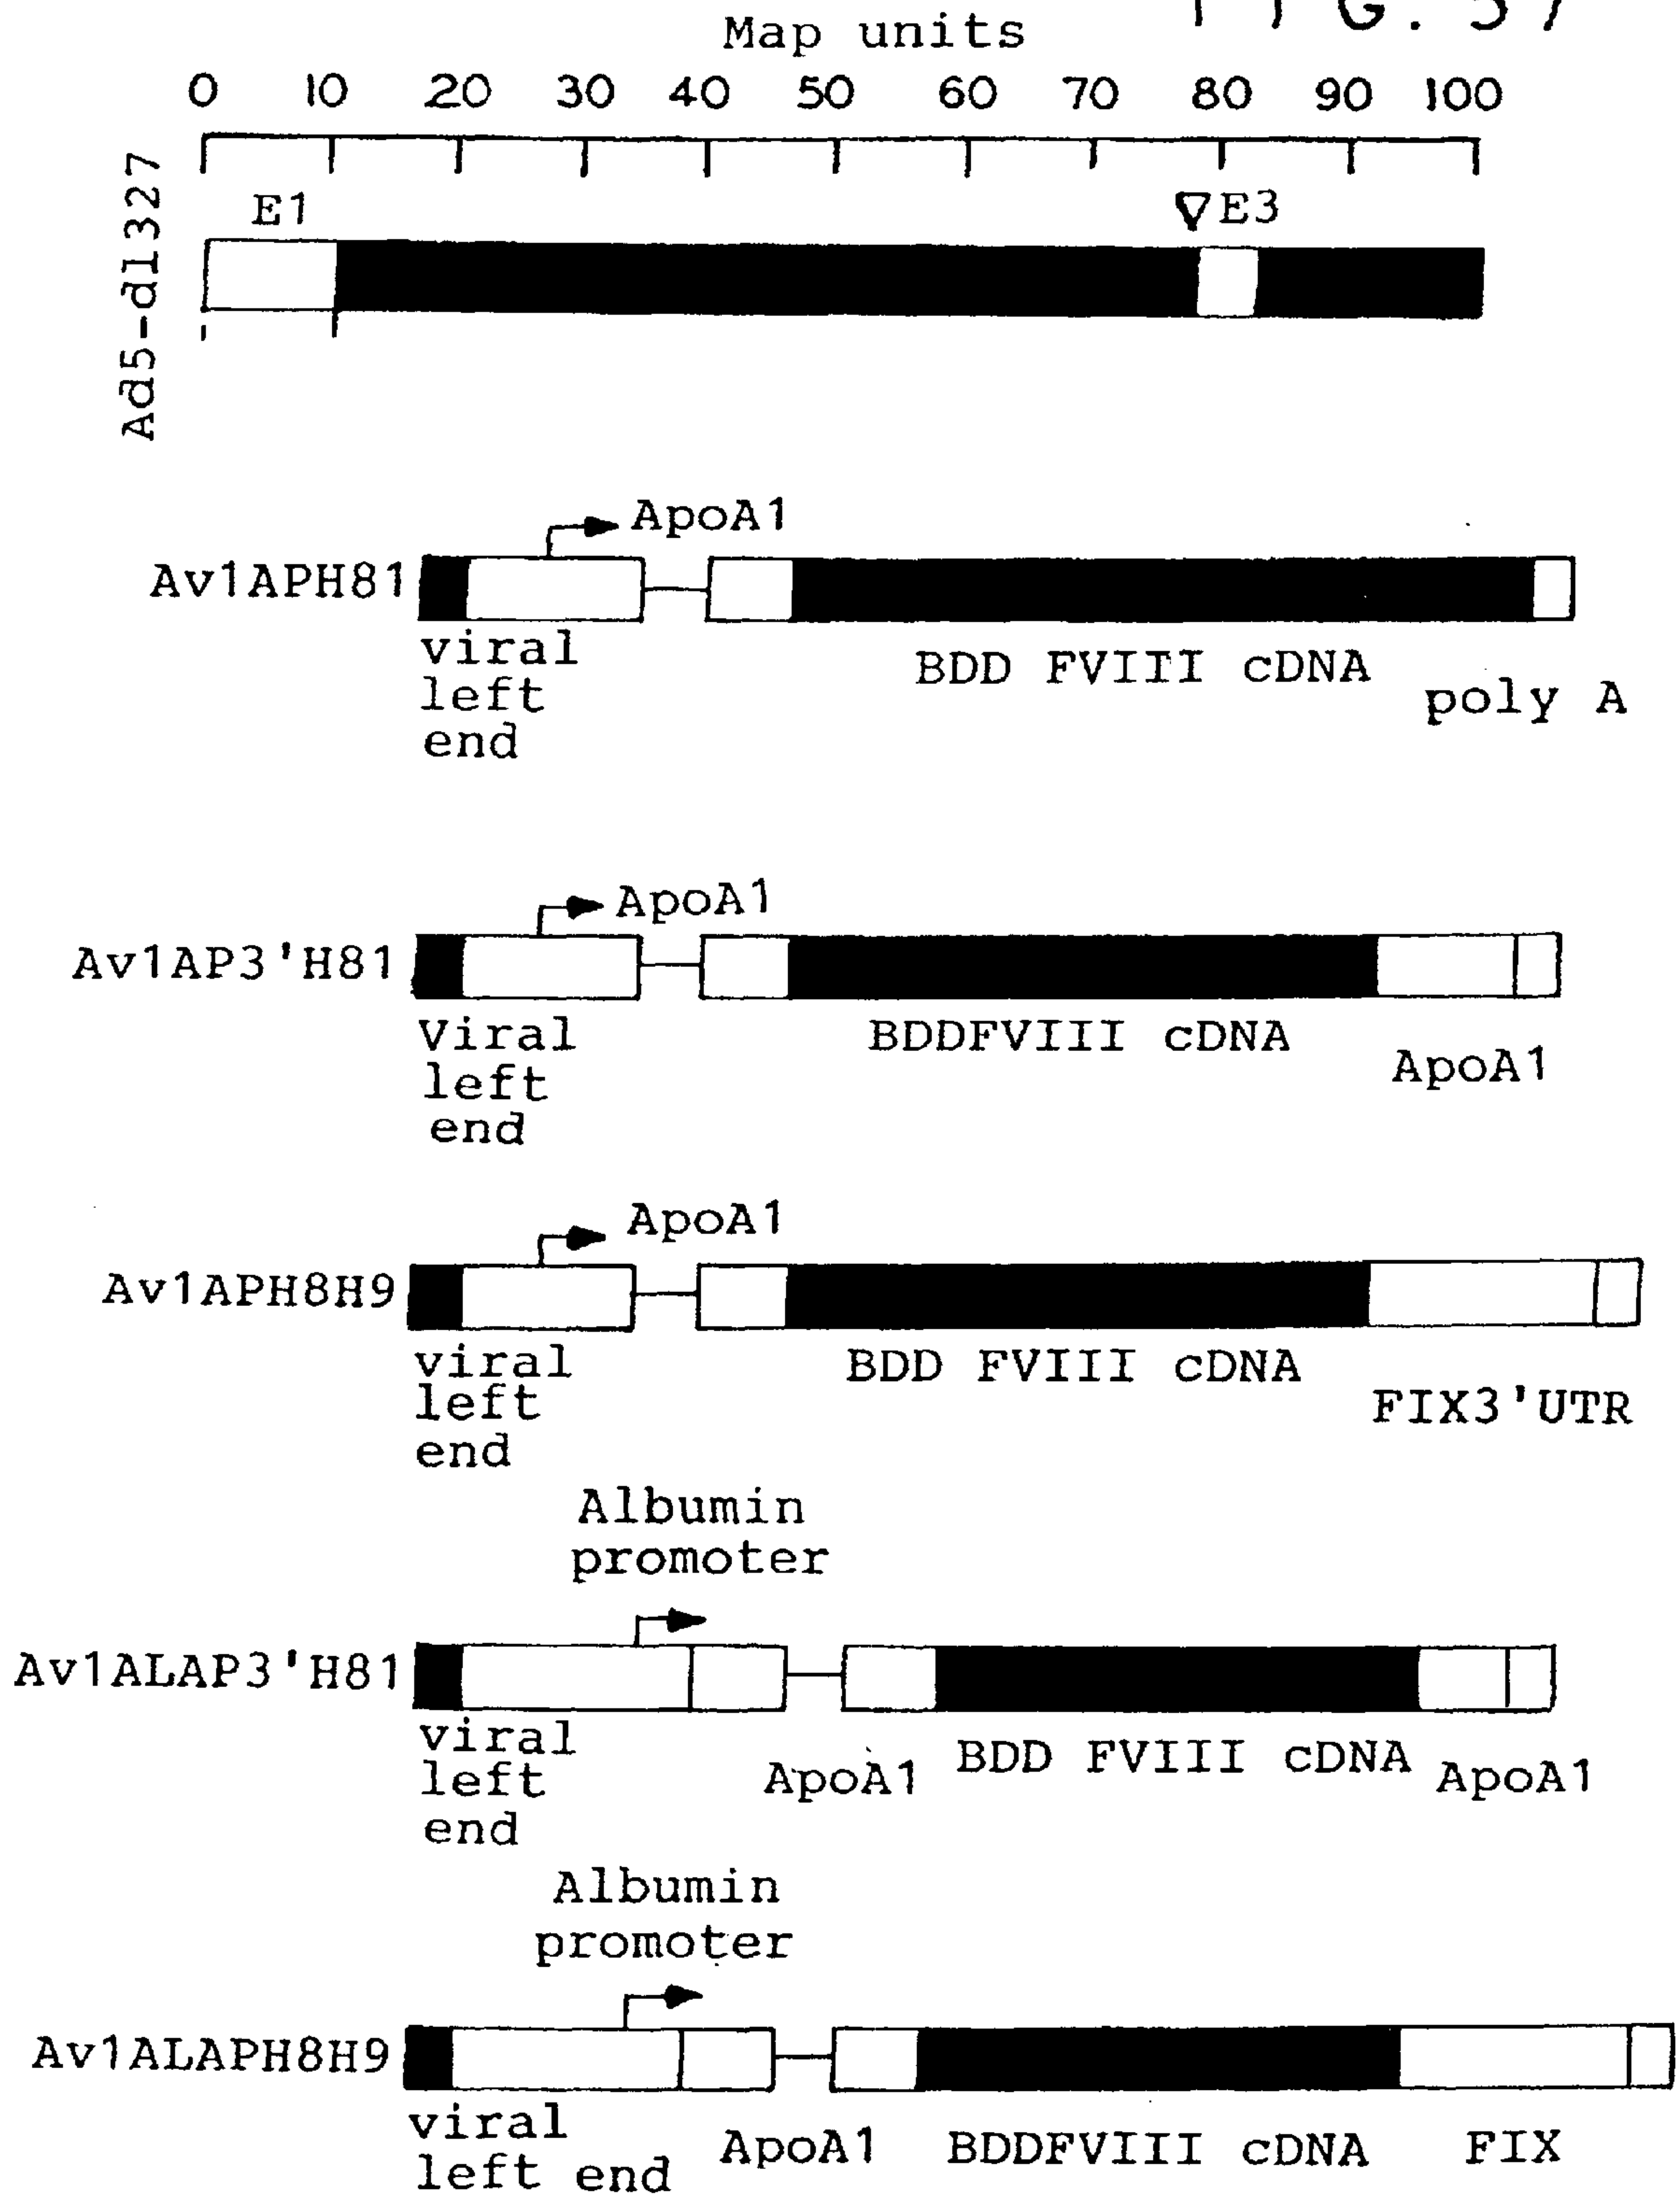 FIG. 57
Map units
0 10 20 30 40 50 60 70 80 90 100
Ad5-dl327
E1
▽E3
ApoA1
Av1APH81
viral
left
end
BDD FVIII cDNA
poly A
ApoA1
Av1AP3'H81
Viral
left
end
BDDFVIII cDNA
ApoA1
ApoA1
Av1APH8H9
viral
left
end
BDD FVIII cDNA
FIX3'UTR
Albumin
promoter
Av1ALAP3'H81
viral
left
end
ApoA1
BDD FVIII cDNA
ApoA1
Albumin
promoter
Av1ALAPH8H9
viral
left end
ApoA1
BDDFVIII cDNA
FIX